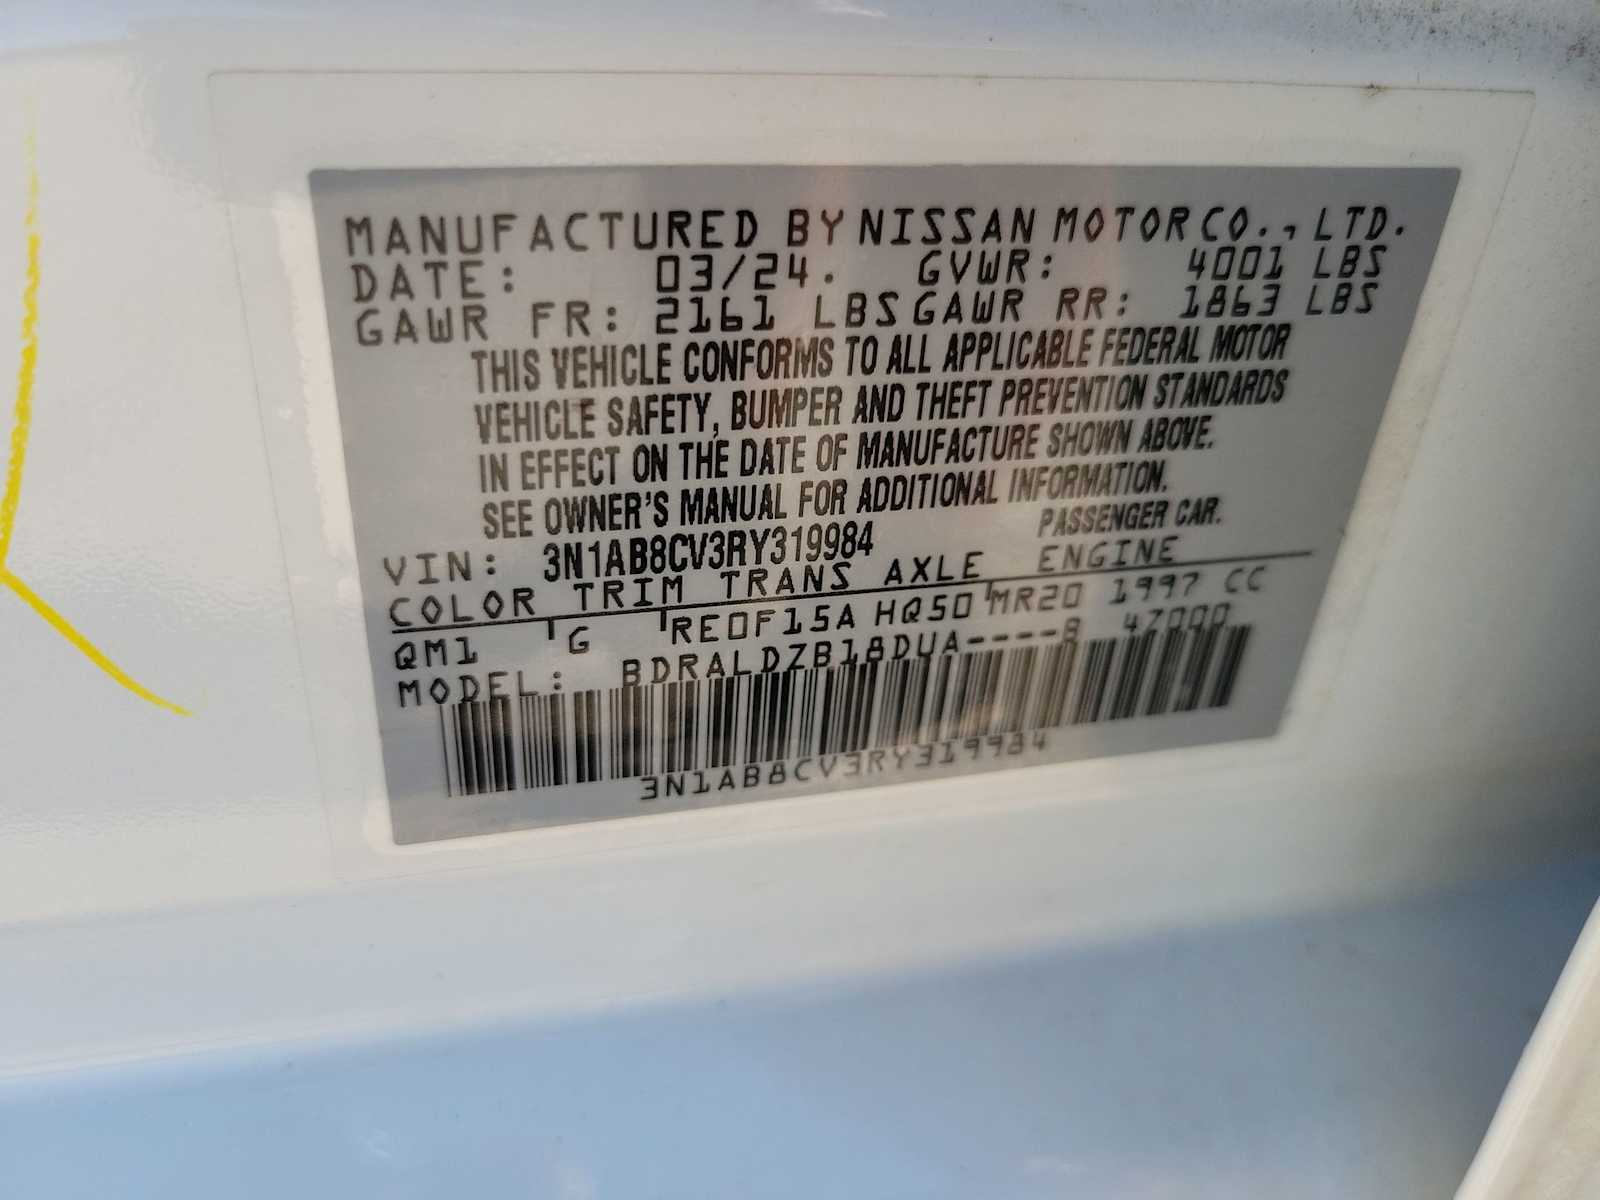 MANUFACTURED BY NISSAN MOTOR CO., LTD.
DATE: 03/24. GVWR: 4001 LBS
GAWR FR: 2161 LBS GAWR RR: 1863 LBS
THIS VEHICLE CONFORMS TO ALL APPLICABLE FEDERAL MOTOR
VEHICLE SAFETY, BUMPER AND THEFT PREVENTION STANDARDS
IN EFFECT ON THE DATE OF MANUFACTURE SHOWN ABOVE.
SEE OWNER'S MANUAL FOR ADDITIONAL INFORMATION.
VIN: 3N1AB8CV3RY319984 PASSENGER CAR.
COLOR TRIM TRANS AXLE ENGINE
QM1 G RE0F15A HQ50 MR20 1997 CC
MODEL: BDRALDZB18DUA----B 47000
3N1AB8CV3RY319984